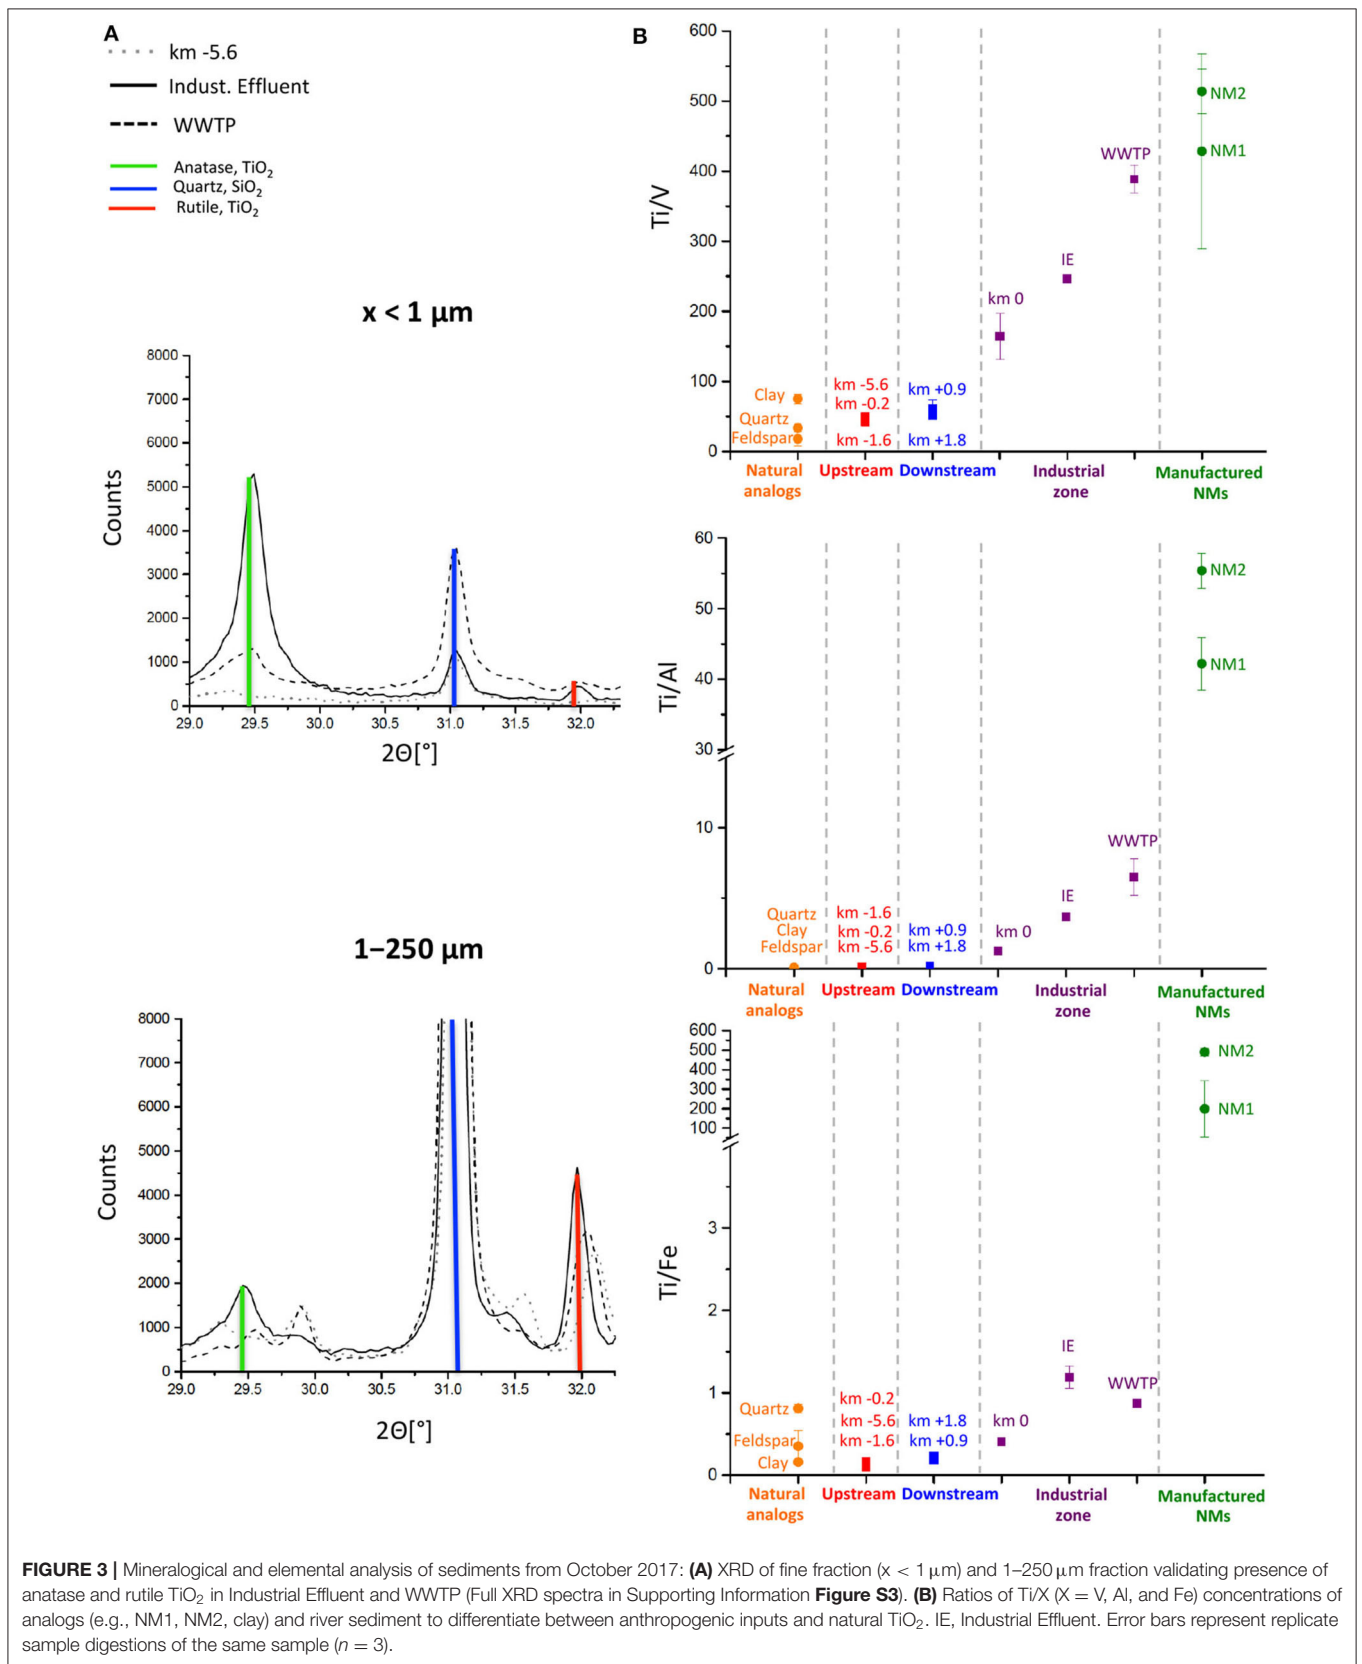 A
km -5.6
Indust. Effluent
WWTP
Anatase, TiO₂
Quartz, SiO₂
Rutile, TiO₂
x < 1 µm
8000
7000
6000
5000
4000
3000
2000
1000
0
Counts
29.0 29.5 30.0 30.5 31.0 31.5 32.0
2Θ[°]
1–250 µm
8000
7000
6000
5000
4000
3000
2000
1000
0
Counts
29.0 29.5 30.0 30.5 31.0 31.5 32.0
2Θ[°]
B
600
500
400
300
200
100
0
Ti/V
Clay
Quartz
Feldspar
km -5.6
km -0.2
km -1.6
km +0.9
km +1.8
km 0
IE
WWTP
NM2
NM1
Natural analogs
Upstream
Downstream
Industrial zone
Manufactured NMs
60
50
40
30
10
0
Ti/Al
Quartz
Clay
Feldspar
km -1.6
km -0.2
km -5.6
km +0.9
km +1.8
km 0
IE
WWTP
NM2
NM1
Natural analogs
Upstream
Downstream
Industrial zone
Manufactured NMs
600
500
400
300
200
100
3
2
1
0
Ti/Fe
Quartz
Feldspar
Clay
km -0.2
km -5.6
km -1.6
km +1.8
km +0.9
km 0
IE
WWTP
NM2
NM1
Natural analogs
Upstream
Downstream
Industrial zone
Manufactured NMs
FIGURE 3 | Mineralogical and elemental analysis of sediments from October 2017: (A) XRD of fine fraction (x < 1 µm) and 1–250 µm fraction validating presence of
anatase and rutile TiO₂ in Industrial Effluent and WWTP (Full XRD spectra in Supporting Information Figure S3). (B) Ratios of Ti/X (X = V, Al, and Fe) concentrations of
analogs (e.g., NM1, NM2, clay) and river sediment to differentiate between anthropogenic inputs and natural TiO₂. IE, Industrial Effluent. Error bars represent replicate
sample digestions of the same sample (n = 3).